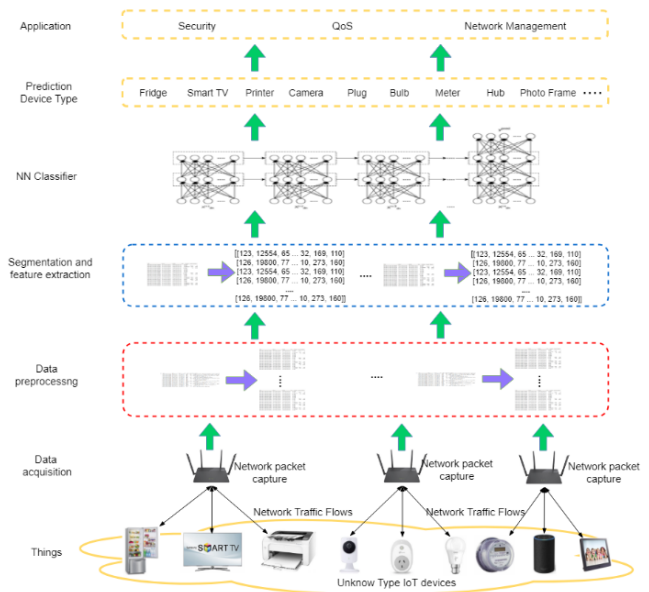 Application
Security QoS Network Management
Prediction
Device Type
Fridge Smart TV Printer Camera Plug Bulb Meter Hub Photo Frame ....
NN Classifier
Segmentation and
feature extraction
[[123, 12554, 65 ... 32, 169, 110]
[126, 19800, 77 ... 10, 273, 160]
[123, 12554, 65 ... 32, 169, 110]
[126, 19800, 77 ... 10, 273, 160]
....
[126, 19800, 77 ... 10, 273, 160]]
....
[[123, 12554, 65 ... 32, 169, 110]
[126, 19800, 77 ... 10, 273, 160]
[123, 12554, 65 ... 32, 169, 110]
[126, 19800, 77 ... 10, 273, 160]
....
[126, 19800, 77 ... 10, 273, 160]]
Data
preprocessng
....
Data
acquisition
Network packet
capture
Network packet
capture
Network packet
capture
Network Traffic Flows
Network Traffic Flows
Things
SMART TV
Unknow Type IoT devices